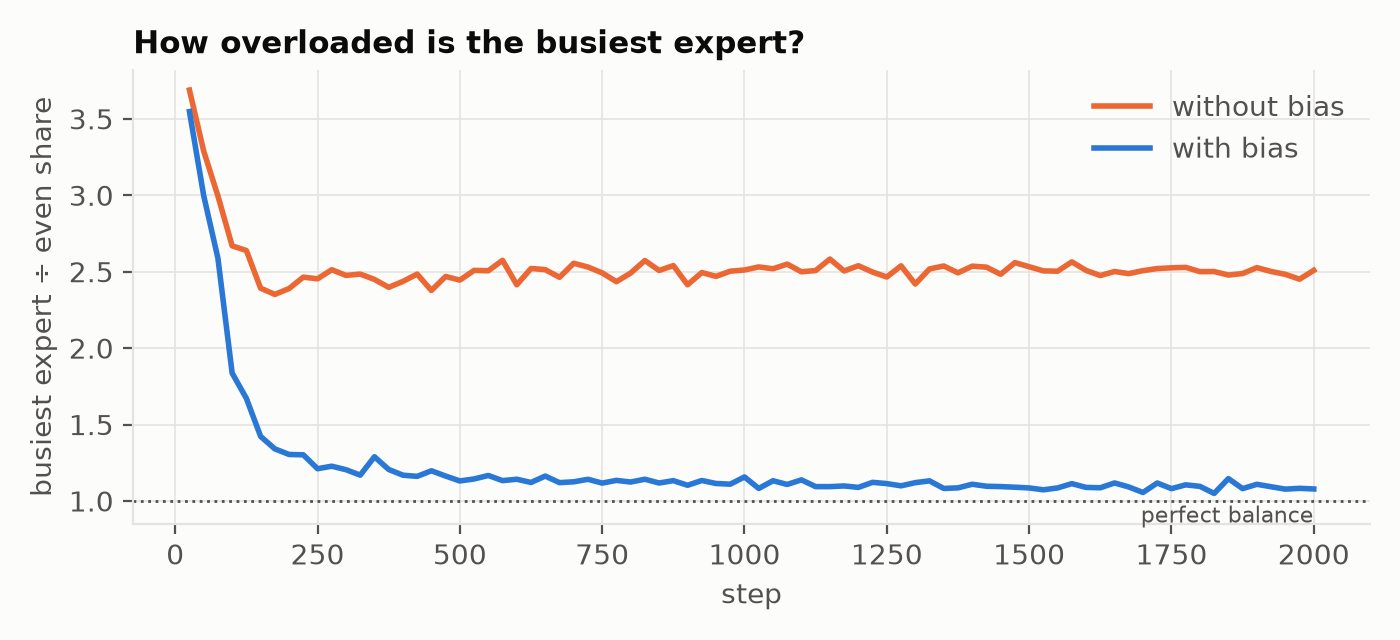 How overloaded is the busiest expert?
busiest expert ÷ even share
3.5
3.0
2.5
2.0
1.5
1.0
without bias
with bias
perfect balance
0 250 500 750 1000 1250 1500 1750 2000
step